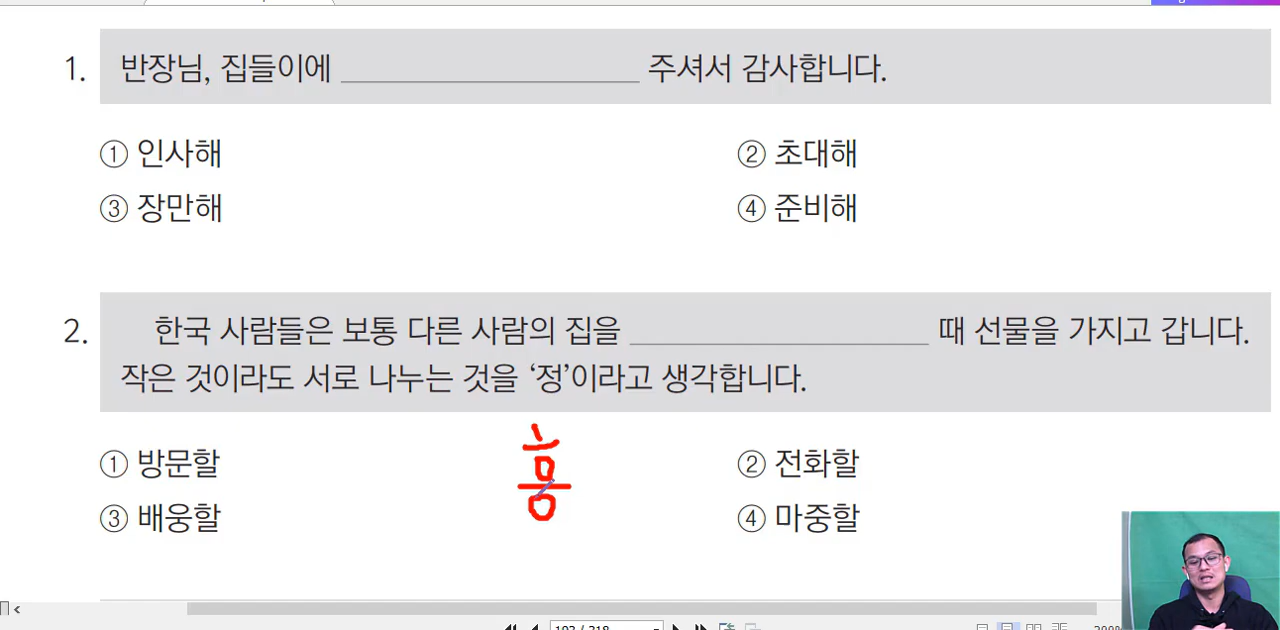 1. 반장님, 집들이에 ____________ 주셔서 감사합니다.
① 인사해 ② 초대해
③ 장만해 ④ 준비해
2. 한국 사람들은 보통 다른 사람의 집을 ____________ 때 선물을 가지고 갑니다.
작은 것이라도 서로 나누는 것을 ‘정’이라고 생각합니다.
흥
① 방문할 ② 전화할
③ 배웅할 ④ 마중할